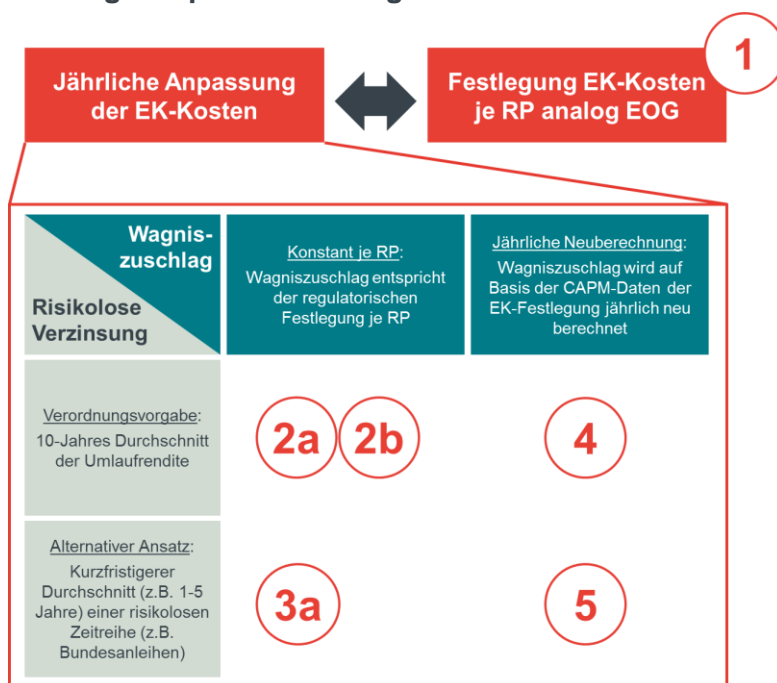 1
Jährliche Anpassung
der EK-Kosten
Festlegung EK-Kosten
je RP analog EOG
Wagnis-
zuschlag
Risikolose
Verzinsung
Konstant je RP:
Wagniszuschlag entspricht
der regulatorischen
Festlegung je RP
Jährliche Neuberechnung:
Wagniszuschlag wird auf
Basis der CAPM-Daten der
EK-Festlegung jährlich neu
berechnet
Verordnungsvorgabe:
10-Jahres Durchschnitt
der Umlaufrendite
2a
2b
4
Alternativer Ansatz:
Kurzfristigerer
Durchschnitt (z.B. 1-5
Jahre) einer risikolosen
Zeitreihe (z.B.
Bundesanleihen)
3a
5